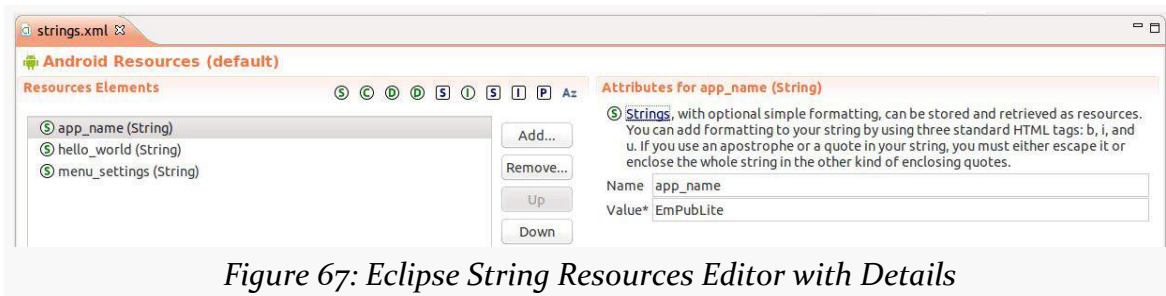 strings.xml
Android Resources (default)
Resources Elements
S C D D S I S I P Az
S app_name (String)
S hello_world (String)
S menu_settings (String)
Add...
Remove...
Up
Down
Attributes for app_name (String)
S Strings, with optional simple formatting, can be stored and retrieved as resources.
You can add formatting to your string by using three standard HTML tags: b, i, and
u. If you use an apostrophe or a quote in your string, you must either escape it or
enclose the whole string in the other kind of enclosing quotes.
Name app_name
Value* EmPubLite
Figure 67: Eclipse String Resources Editor with Details